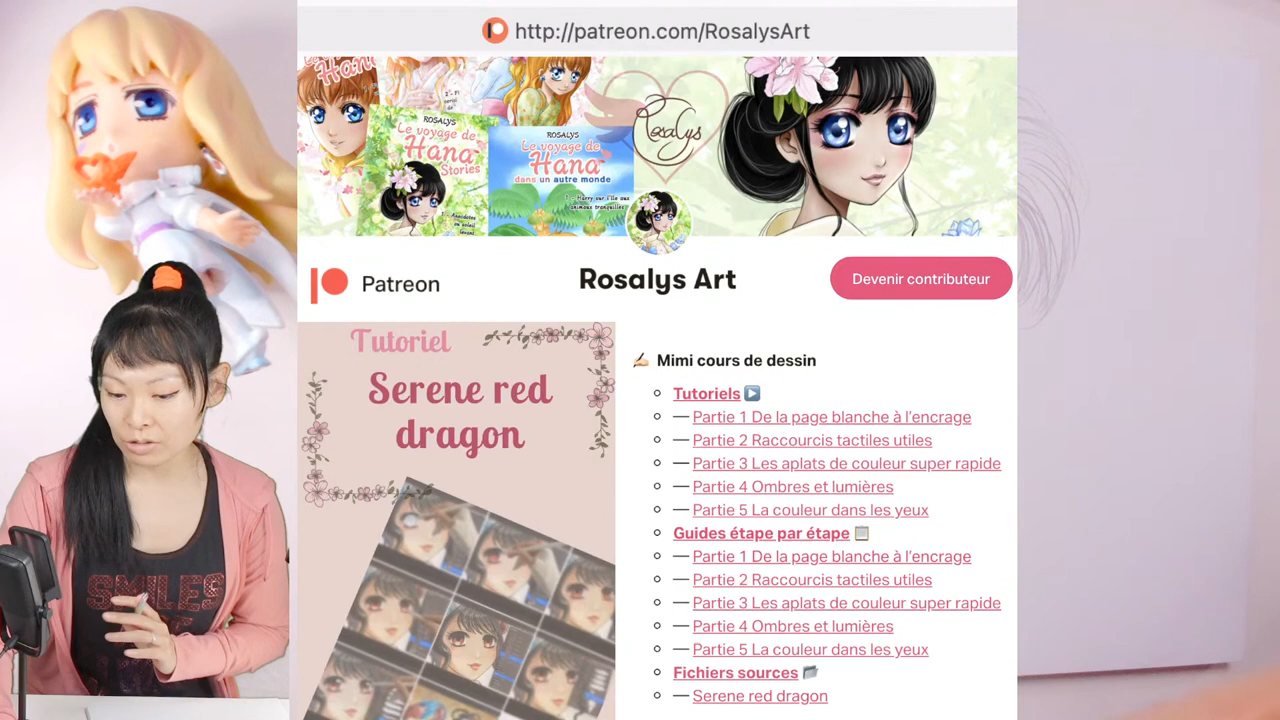 http://patreon.com/RosalysArt
Hana
ROSALYS
Le voyage de
Hana
Stories
ROSALYS
Le voyage de
Hana
dans un autre monde
Rosalys
Patreon
Rosalys Art
Devenir contributeur
Tutoriel
Serene red
dragon
✍🏻 Mimi cours de dessin
Tutoriels ▶️
— Partie 1 De la page blanche à l’encrage
— Partie 2 Raccourcis tactiles utiles
— Partie 3 Les aplats de couleur super rapide
— Partie 4 Ombres et lumières
— Partie 5 La couleur dans les yeux
Guides étape par étape 📋
— Partie 1 De la page blanche à l’encrage
— Partie 2 Raccourcis tactiles utiles
— Partie 3 Les aplats de couleur super rapide
— Partie 4 Ombres et lumières
— Partie 5 La couleur dans les yeux
Fichiers sources 📂
— Serene red dragon
SMILES